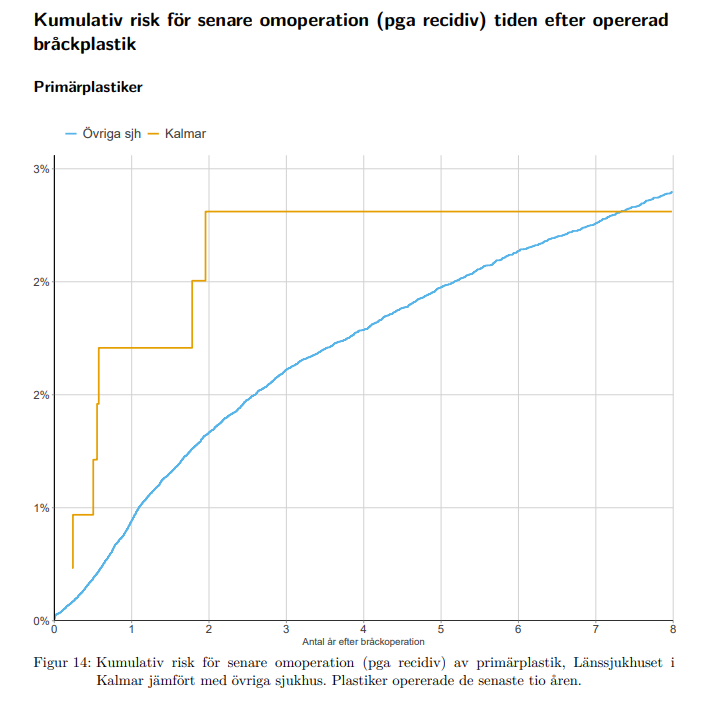 Kumulativ risk för senare omoperation (pga recidiv) tiden efter opererad
bråckplastik
Primärplastiker
Övriga sjh Kalmar
3%
2%
2%
1%
0%
0 1 2 3 4 5 6 7 8
Antal år efter bråckoperation
Figur 14: Kumulativ risk för senare omoperation (pga recidiv) av primärplastik, Länssjukhuset i
Kalmar jämfört med övriga sjukhus. Plastiker opererade de senaste tio åren.